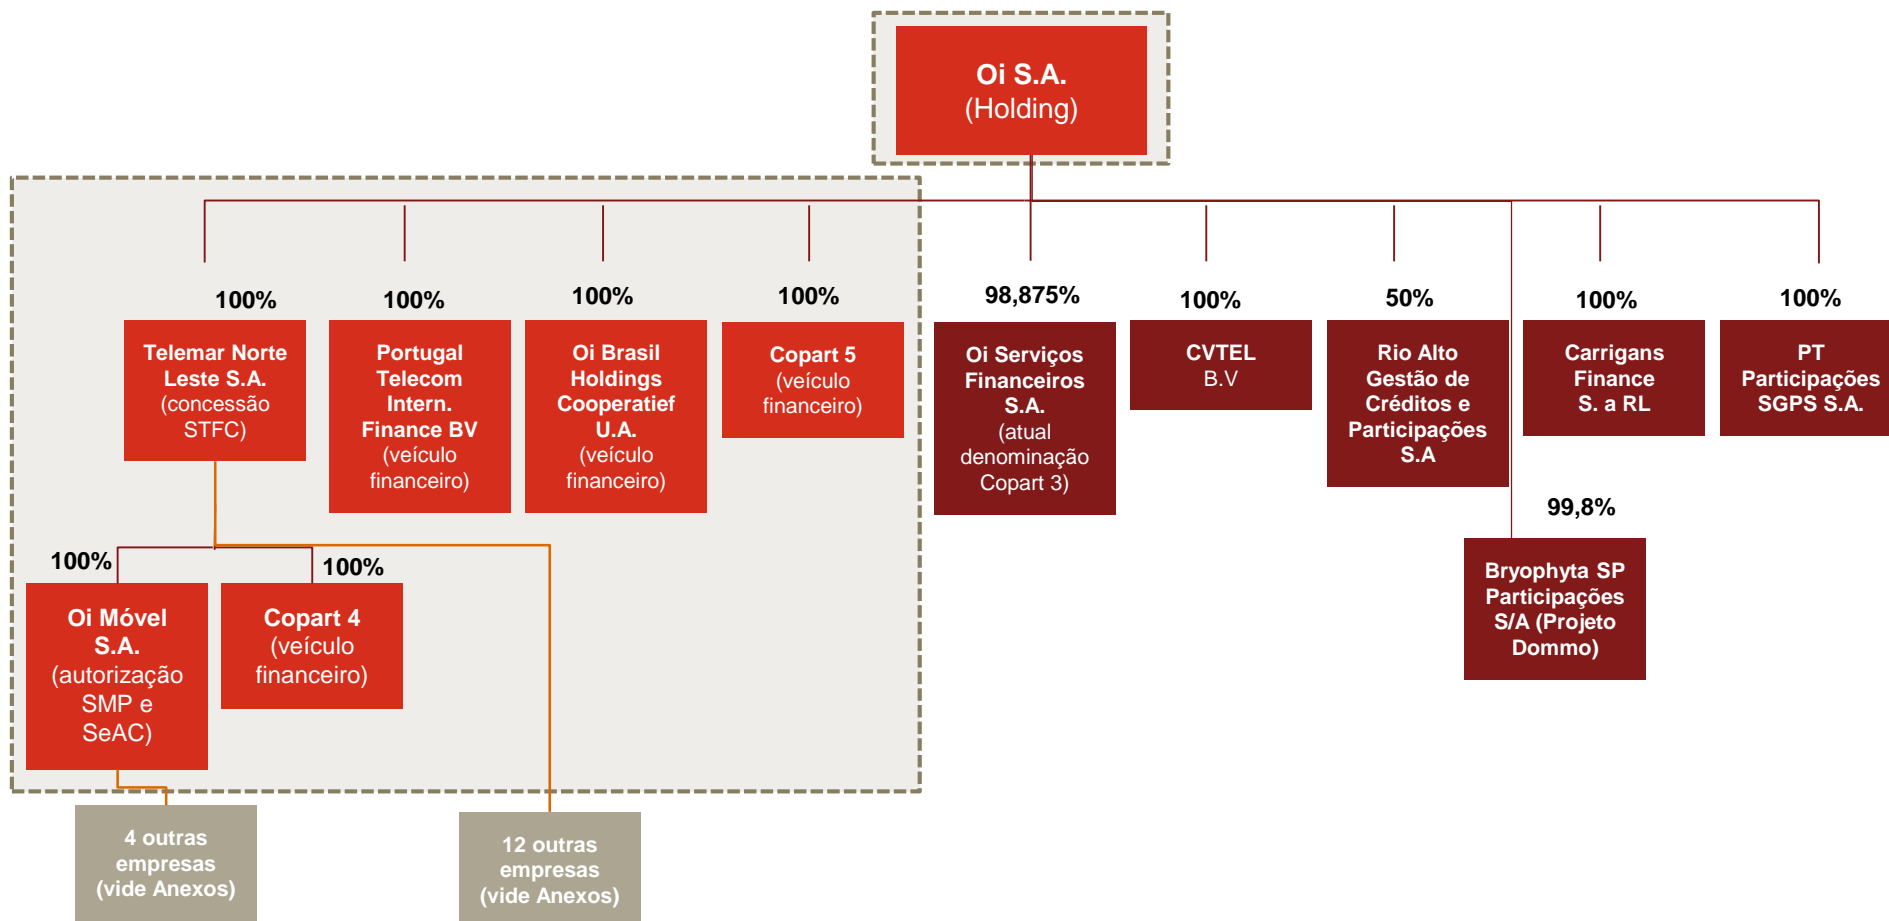 Oi S.A.
(Holding)
100%
Telemar Norte
Leste S.A.
(concessão
STFC)
100%
Portugal
Telecom
Intern.
Finance BV
(veículo
financeiro)
100%
Oi Brasil
Holdings
Cooperatief
U.A.
(veículo
financeiro)
100%
Copart 5
(veículo
financeiro)
98,875%
Oi Serviços
Financeiros
S.A.
(atual
denominação
Copart 3)
100%
CVTEL
B.V
50%
Rio Alto
Gestão de
Créditos e
Participações
S.A
100%
Carrigans
Finance
S. a RL
100%
PT
Participações
SGPS S.A.
99,8%
Bryophyta SP
Participações
S/A (Projeto
Dommo)
100%
Oi Móvel
S.A.
(autorização
SMP e
SeAC)
100%
Copart 4
(veículo
financeiro)
4 outras
empresas
(vide Anexos)
12 outras
empresas
(vide Anexos)